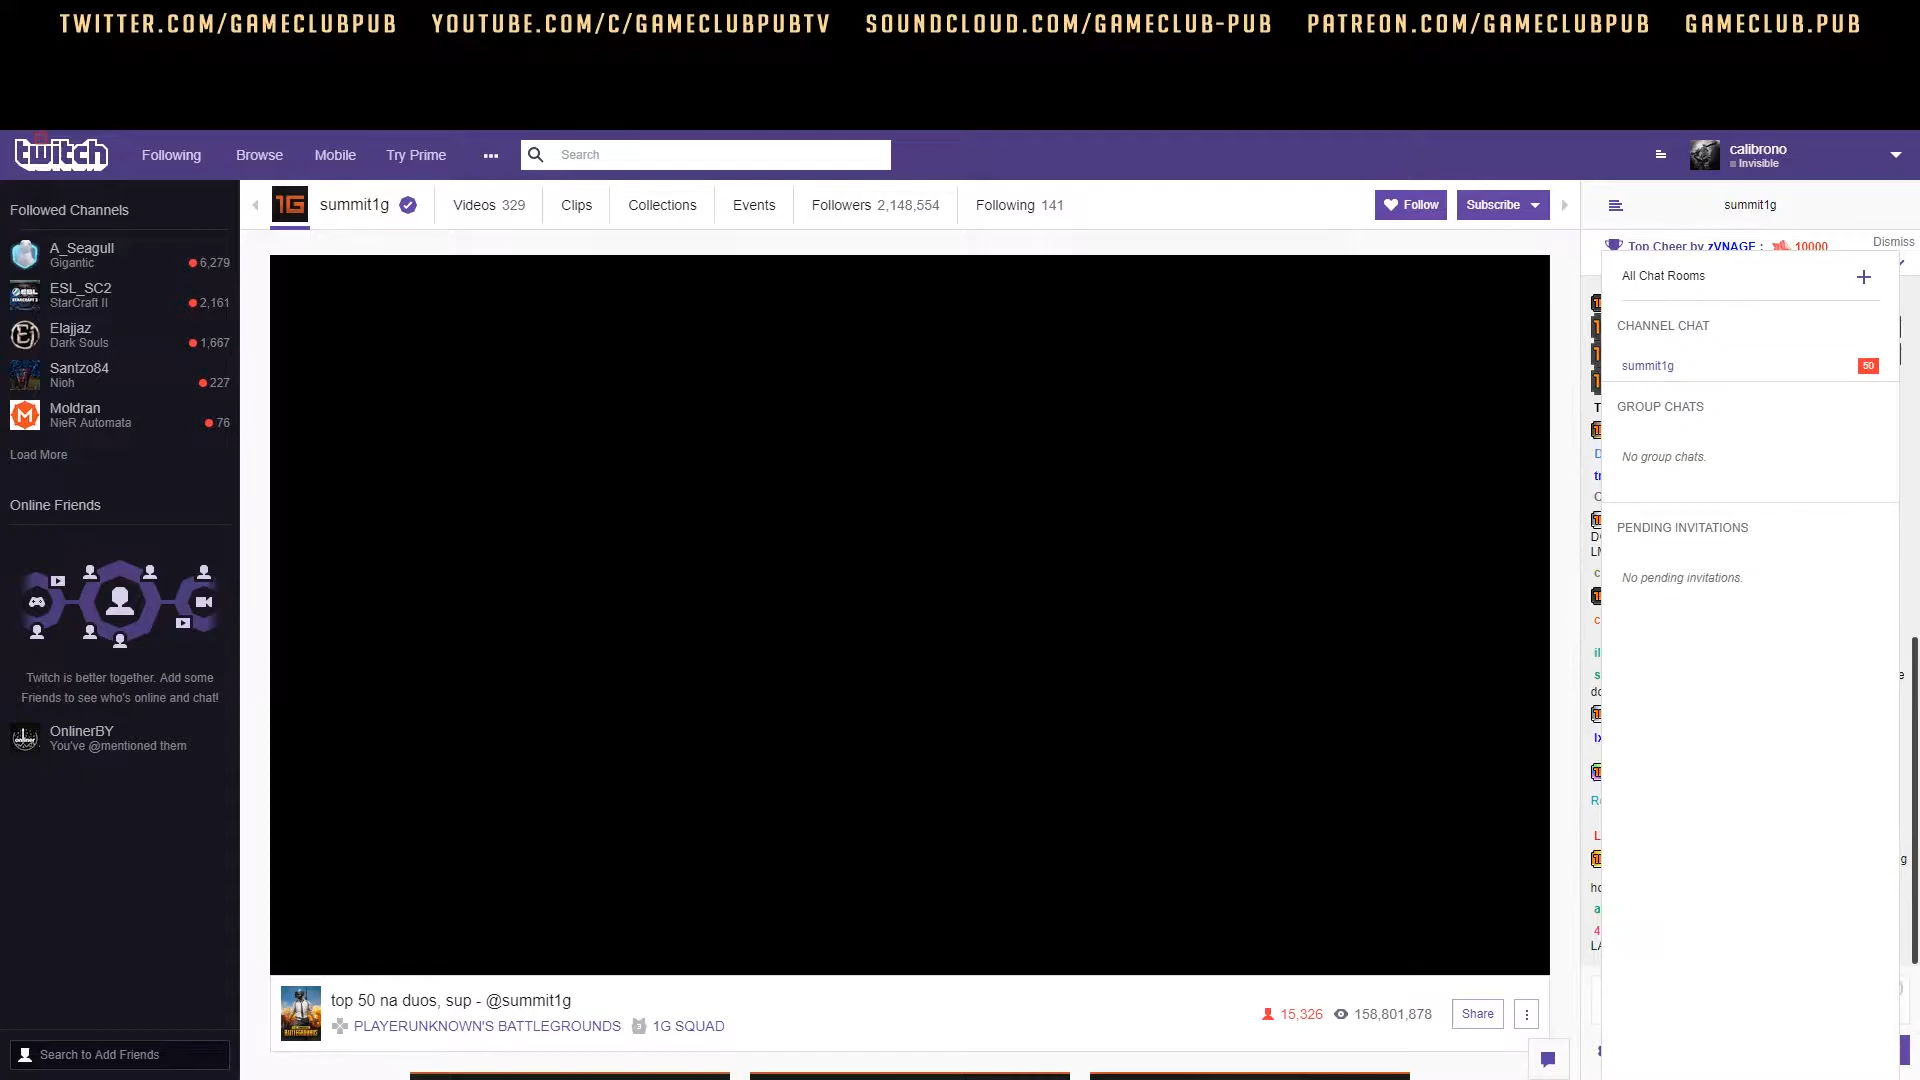 TWITTER.COM/GAMECLUBPUB YOUTUBE.COM/C/GAMECLUBPUBTV SOUNDCLOUD.COM/GAMECLUB-PUB PATREON.COM/GAMECLUBPUB GAMECLUB.PUB
twitch Following Browse Mobile Try Prime Search calibrono
Invisible
Followed Channels
A_Seagull
Gigantic 6,279
ESL_SC2
StarCraft II 2,161
Elajjaz
Dark Souls 1,667
Santzo84
Nioh 227
Moldran
NieR Automata 76
Load More
Online Friends
Twitch is better together. Add some
Friends to see who's online and chat!
OnlinerBY
You've @mentioned them
Search to Add Friends
1G summit1g Videos 329 Clips Collections Events Followers 2,148,554 Following 141 Follow Subscribe
top 50 na duos, sup - @summit1g
PLAYERUNKNOWN'S BATTLEGROUNDS 1G SQUAD
15,326 158,801,878 Share
summit1g
Top Cheer by zVNAGE : 10000 Dismiss
All Chat Rooms
CHANNEL CHAT
summit1g 50
GROUP CHATS
No group chats.
PENDING INVITATIONS
No pending invitations.